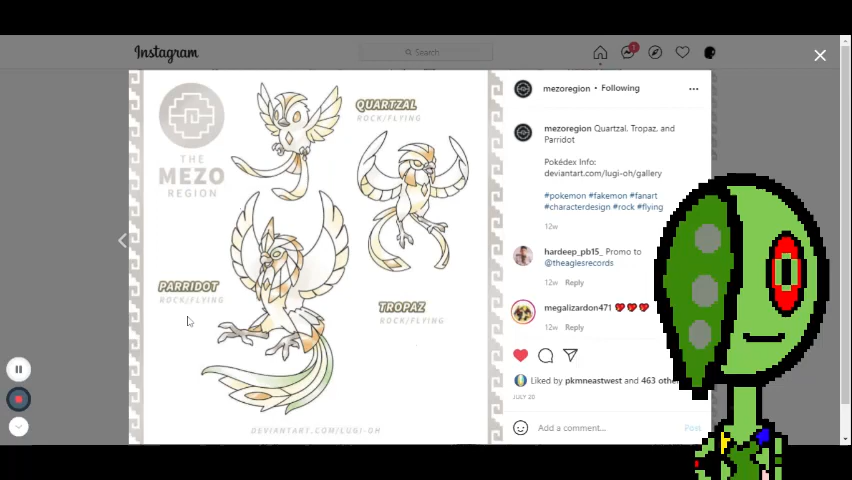 Instagram
Search
1
THE
MEZO
REGION
QUARTZAL
ROCK/FLYING
PARRIDOT
ROCK/FLYING
TROPAZ
ROCK/FLYING
DEVIANTART.COM/LUGI-OH
mezoregion • Following
mezoregion Quartzal, Tropaz, and
Parridot
Pokédex Info:
deviantart.com/lugi-oh/gallery
#pokemon #fakemon #fanart
#characterdesign #rock #flying
12w
hardeep_pb15_ Promo to
@theaglesrecords
12w Reply
megalizardon471 ❤️❤️❤️
12w Reply
Liked by pkmneastwest and 463
JULY 20
Add a comment...